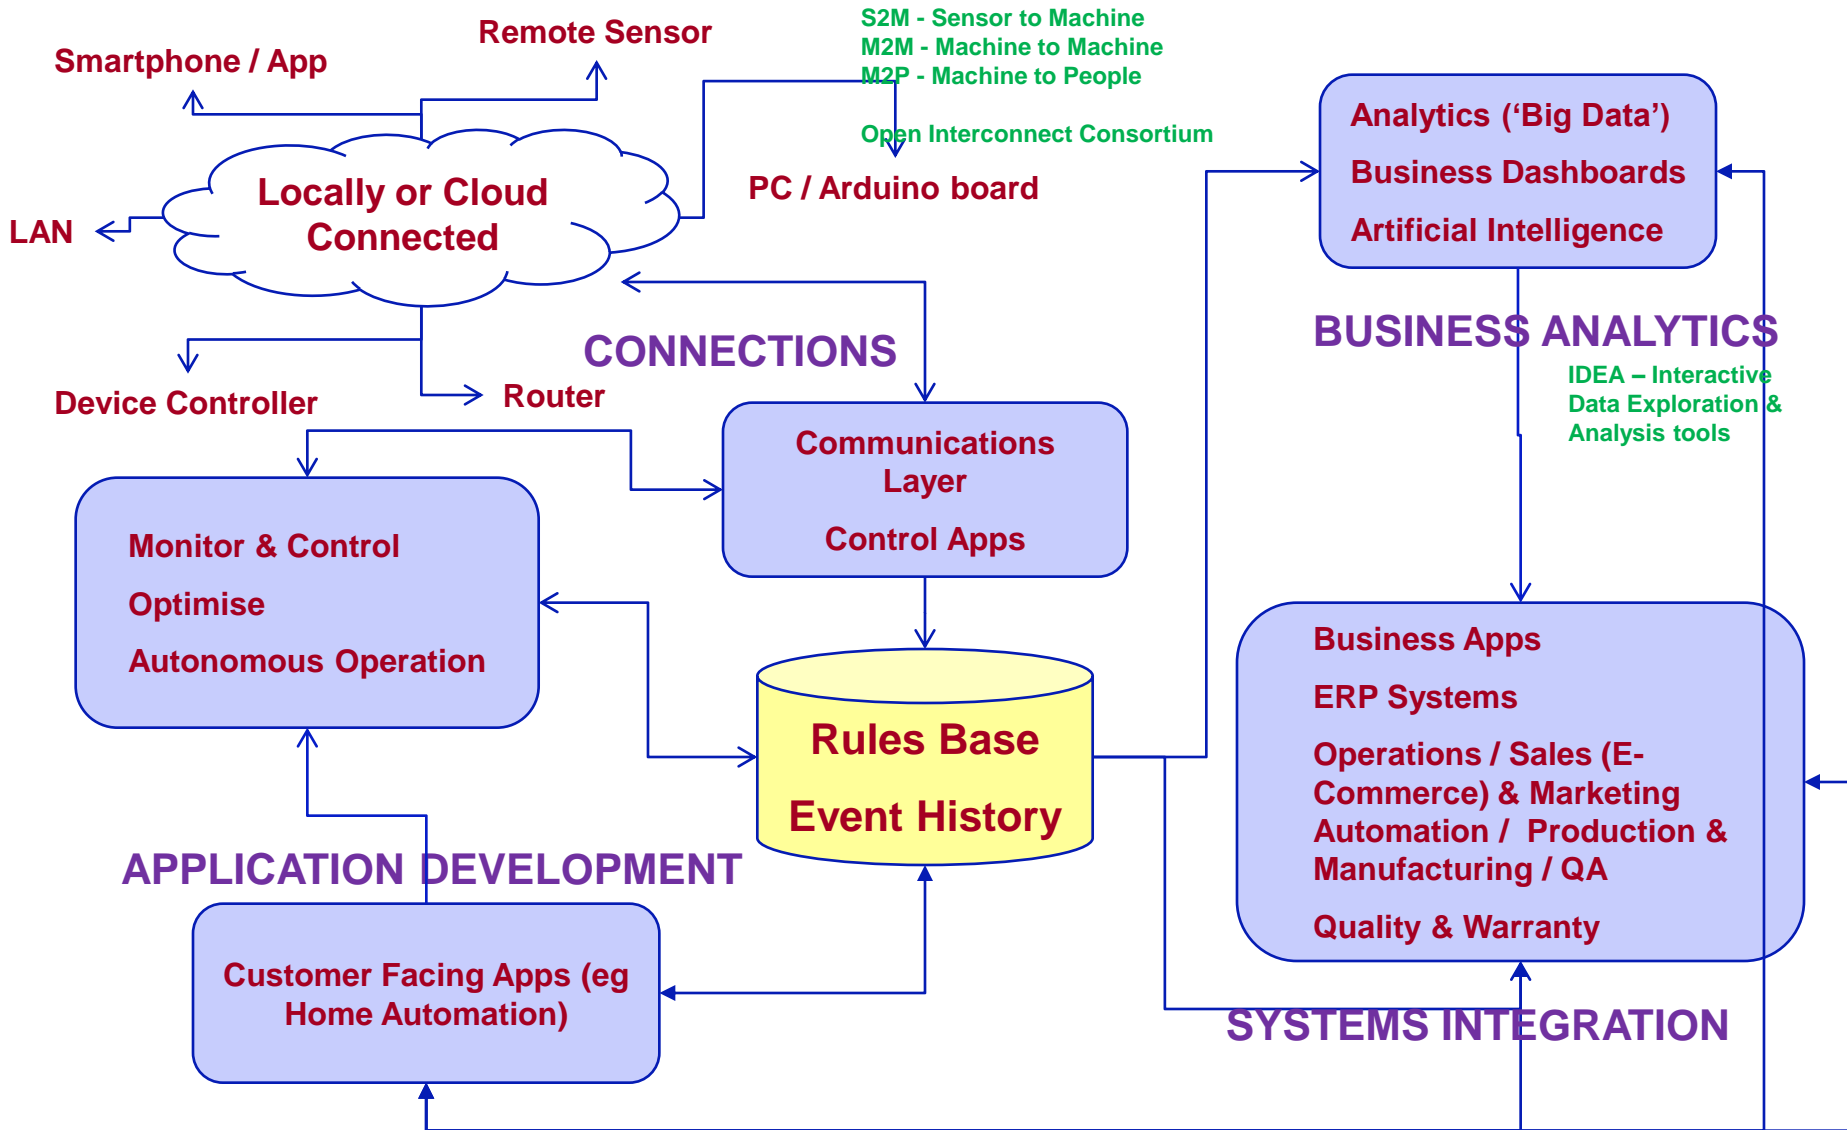 S2M - Sensor to Machine
M2M - Machine to Machine
M2P - Machine to People
Open Interconnect Consortium
Remote Sensor
Smartphone / App
Locally or Cloud
Connected
LAN
PC / Arduino board
Device Controller
Router
CONNECTIONS
Analytics (‘Big Data’)
Business Dashboards
Artificial Intelligence
BUSINESS ANALYTICS
IDEA – Interactive
Data Exploration &
Analysis tools
Communications
Layer
Control Apps
Monitor & Control
Optimise
Autonomous Operation
Rules Base
Event History
Business Apps
ERP Systems
Operations / Sales (E-
Commerce) & Marketing
Automation / Production &
Manufacturing / QA
Quality & Warranty
APPLICATION DEVELOPMENT
Customer Facing Apps (eg
Home Automation)
SYSTEMS INTEGRATION